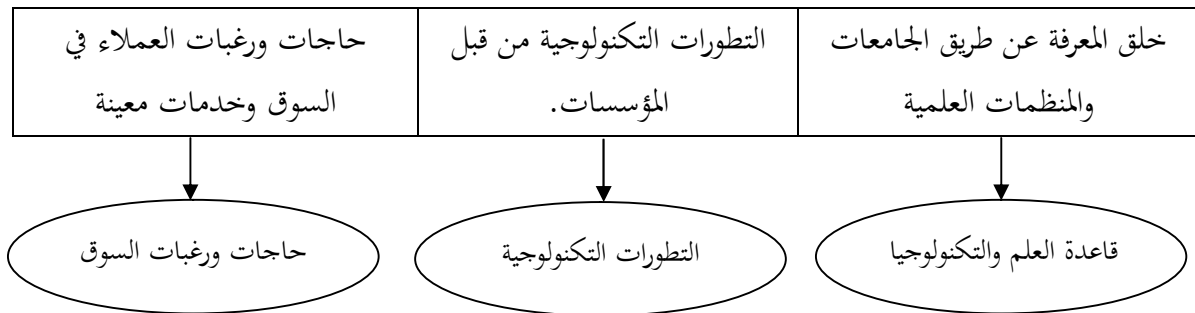 خلق المعرفة عن طريق الجامعات
والمنظمات العلمية
التطورات التكنولوجية من قبل
المؤسسات.
حاجات ورغبات العملاء في
السوق وخدمات معينة
قاعدة العلم والتكنولوجيا
التطورات التكنولوجية
حاجات ورغبات السوق